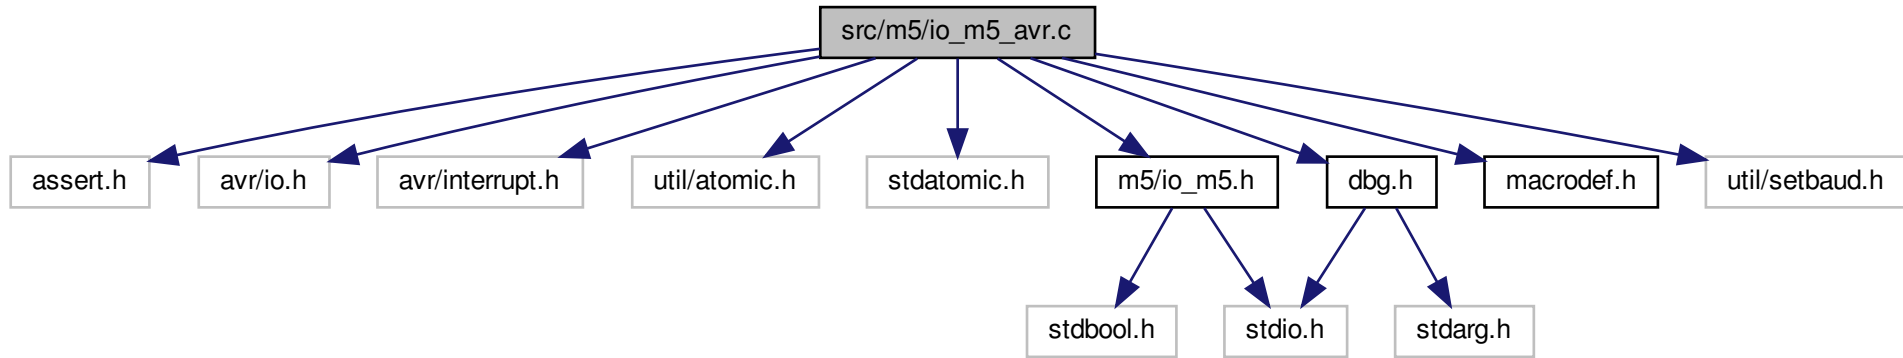 src/m5/io_m5_avr.c
assert.h
avr/io.h
avr/interrupt.h
util/atomic.h
stdatomic.h
m5/io_m5.h
dbg.h
macrodef.h
util/setbaud.h
stdbool.h
stdio.h
stdarg.h